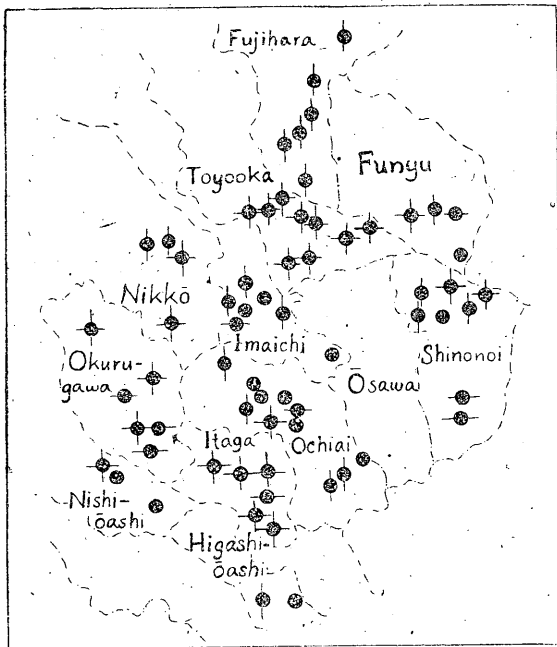 Fujihara
Toyooka
Funyu
Nikkō
Imaichi
Shinonoi
Okuru-
gawa
Ōsawa
Itaga
Ochiai
Nishi-
ōashi
Higashi-
ōashi